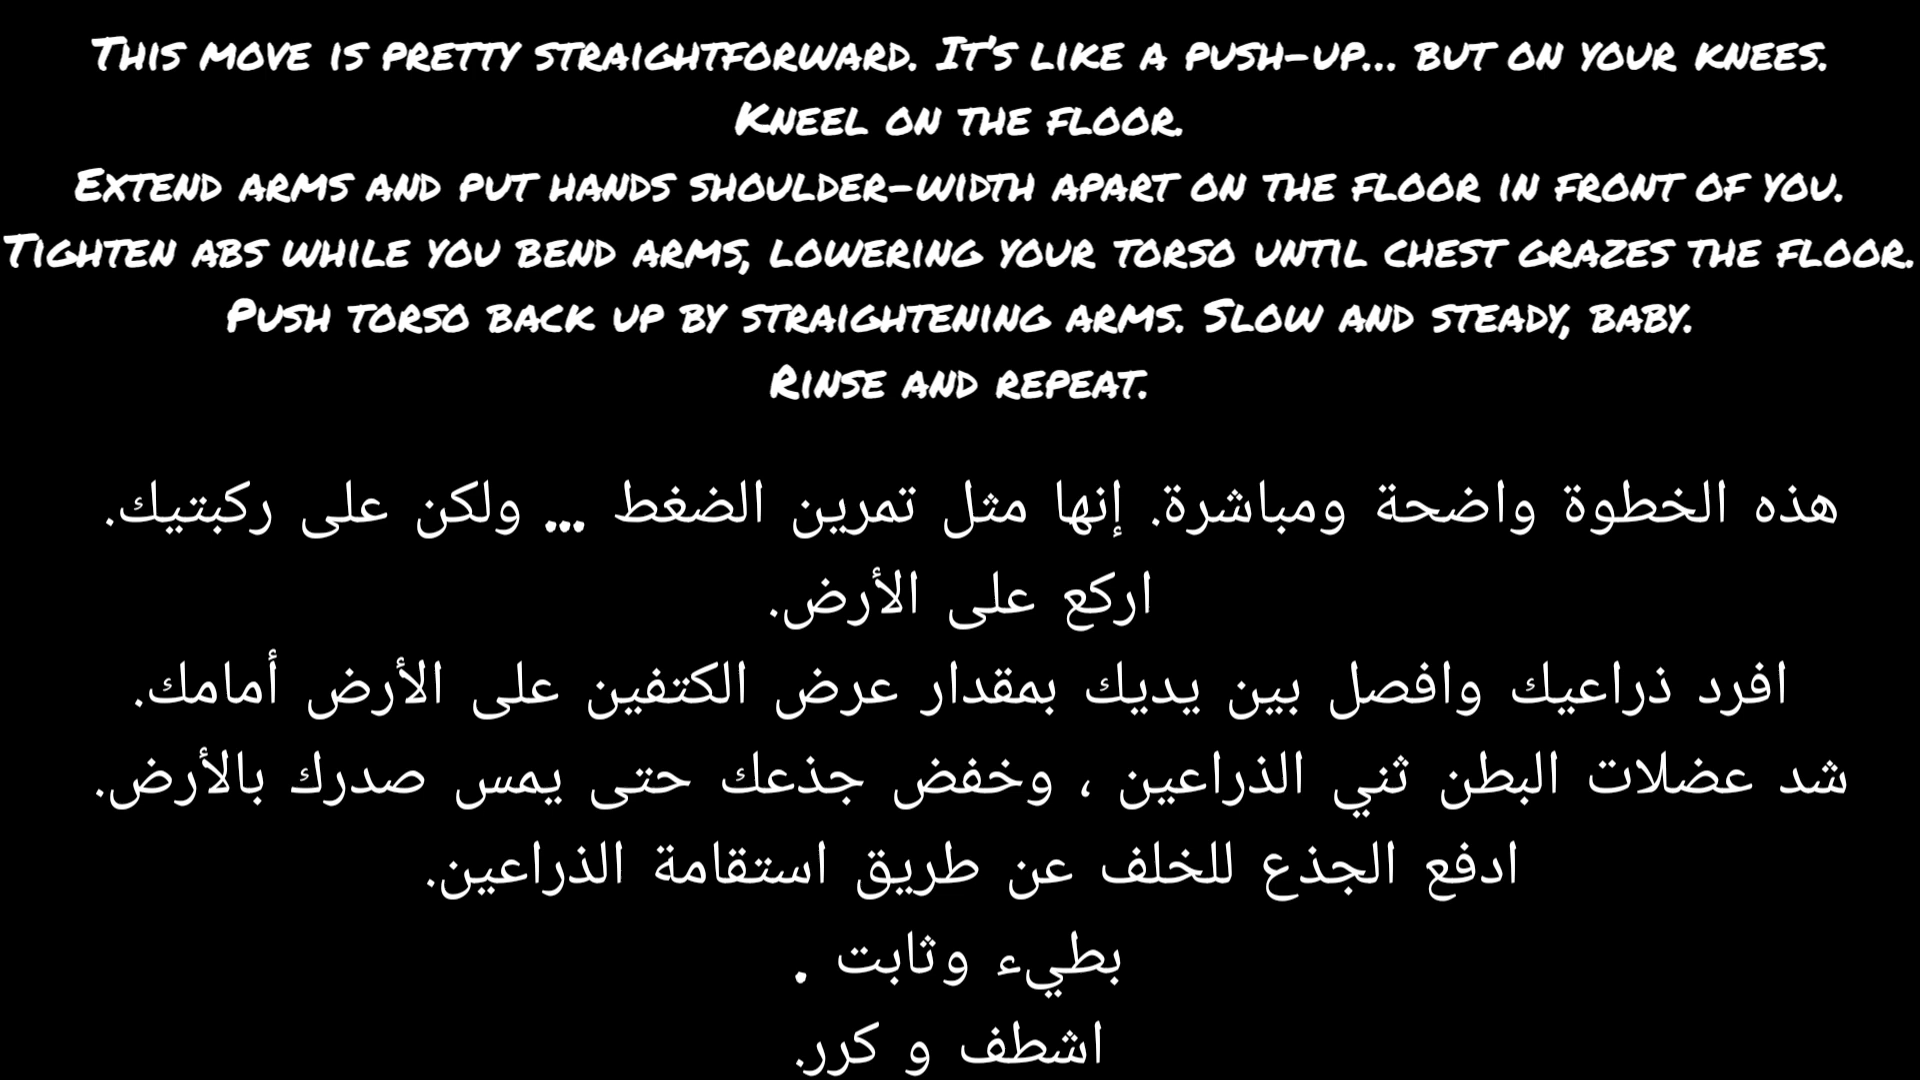 This move is pretty straightforward. It's like a push-up... but on your knees.
Kneel on the floor.
Extend arms and put hands shoulder-width apart on the floor in front of you.
Tighten abs while you bend arms, lowering your torso until chest grazes the floor.
Push torso back up by straightening arms. Slow and steady, baby.
Rinse and repeat.
هذه الخطوة واضحة ومباشرة. إنها مثل تمرين الضغط ... ولكن على ركبتيك.
اركع على الأرض.
افرد ذراعيك وافصل بين يديك بمقدار عرض الكتفين على الأرض أمامك.
شد عضلات البطن ثني الذراعين ، وخفض جذعك حتى يمس صدرك بالأرض.
ادفع الجذع للخلف عن طريق استقامة الذراعين.
بطيء وثابت .
اشطف و كرر.